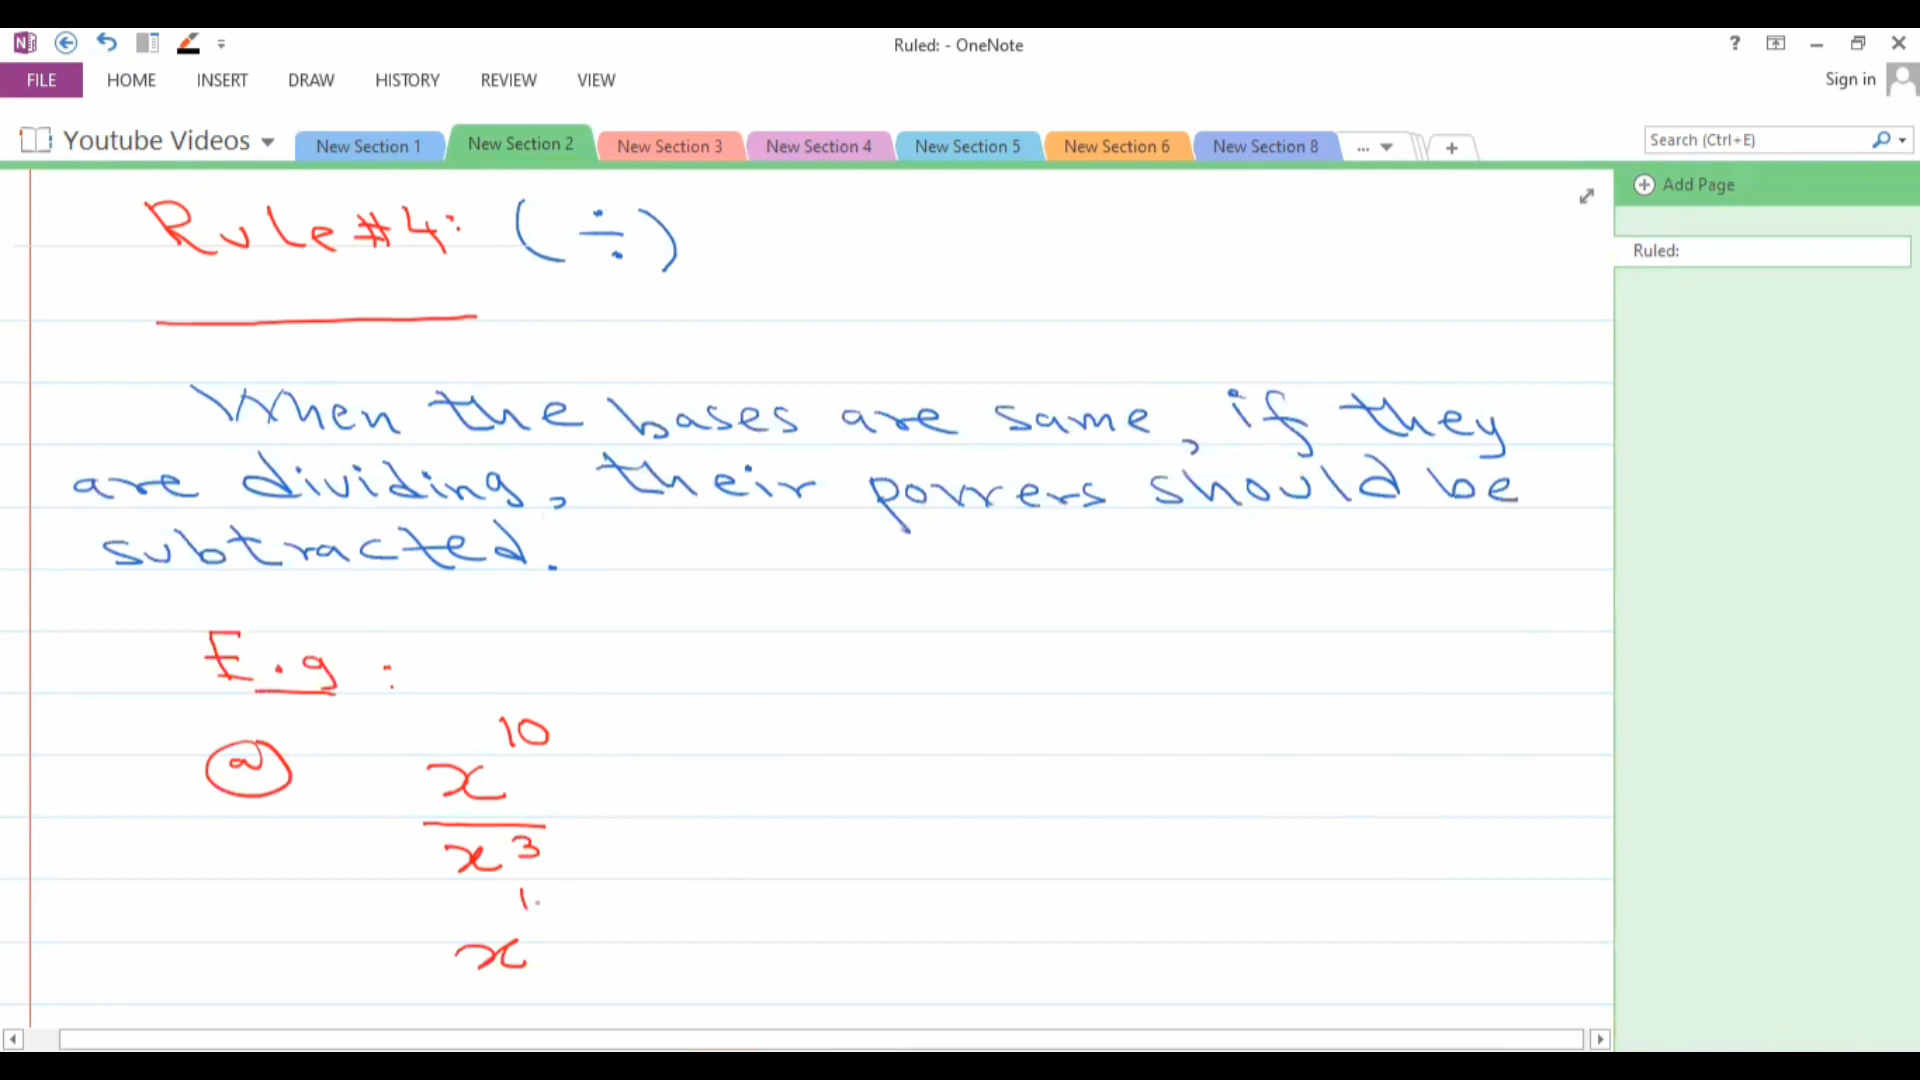 Ruled: - OneNote
?
FILE HOME INSERT DRAW HISTORY REVIEW VIEW
Sign in
Youtube Videos
New Section 1 New Section 2 New Section 3 New Section 4 New Section 5 New Section 6 New Section 8 ... +
Search (Ctrl+E)
Add Page
Ruled:
Rule#4: (÷)
When the bases are same, if they
are dividing, their powers should be
subtracted.
E.g :
a
x^10
x^3
x^1